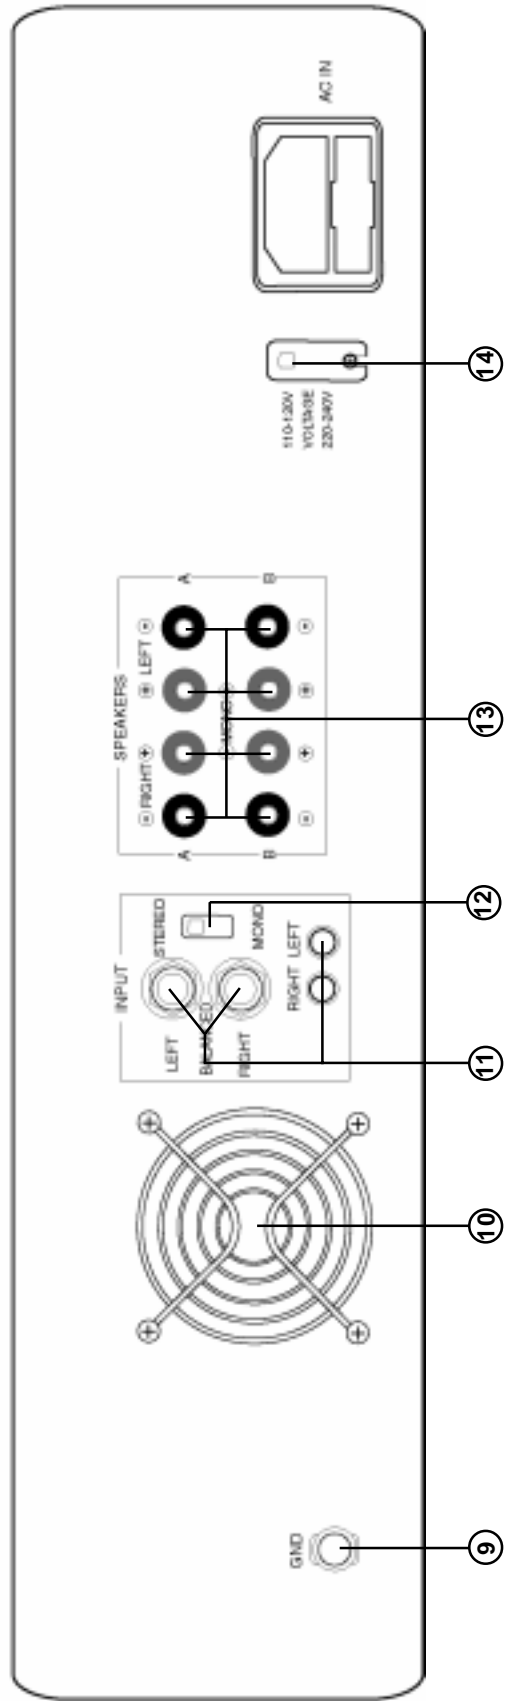 GND
9
10
INPUT
LEFT
BALANCED
RIGHT
STEREO
MONO
RIGHT LEFT
11
12
SPEAKERS
RIGHT LEFT
- + + -
A A
MONO
B B
- + + -
13
110-120V
VOLTAGE
220-240V
14
AC IN